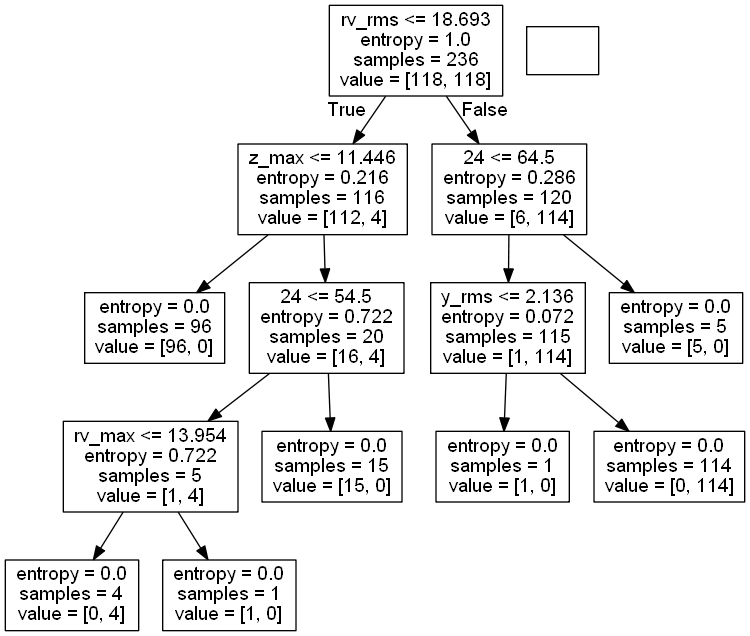 rv_rms <= 18.693
entropy = 1.0
samples = 236
value = [118, 118]
True
False
z_max <= 11.446
entropy = 0.216
samples = 116
value = [112, 4]
24 <= 64.5
entropy = 0.286
samples = 120
value = [6, 114]
entropy = 0.0
samples = 96
value = [96, 0]
24 <= 54.5
entropy = 0.722
samples = 20
value = [16, 4]
y_rms <= 2.136
entropy = 0.072
samples = 115
value = [1, 114]
entropy = 0.0
samples = 5
value = [5, 0]
rv_max <= 13.954
entropy = 0.722
samples = 5
value = [1, 4]
entropy = 0.0
samples = 15
value = [15, 0]
entropy = 0.0
samples = 1
value = [1, 0]
entropy = 0.0
samples = 114
value = [0, 114]
entropy = 0.0
samples = 4
value = [0, 4]
entropy = 0.0
samples = 1
value = [1, 0]